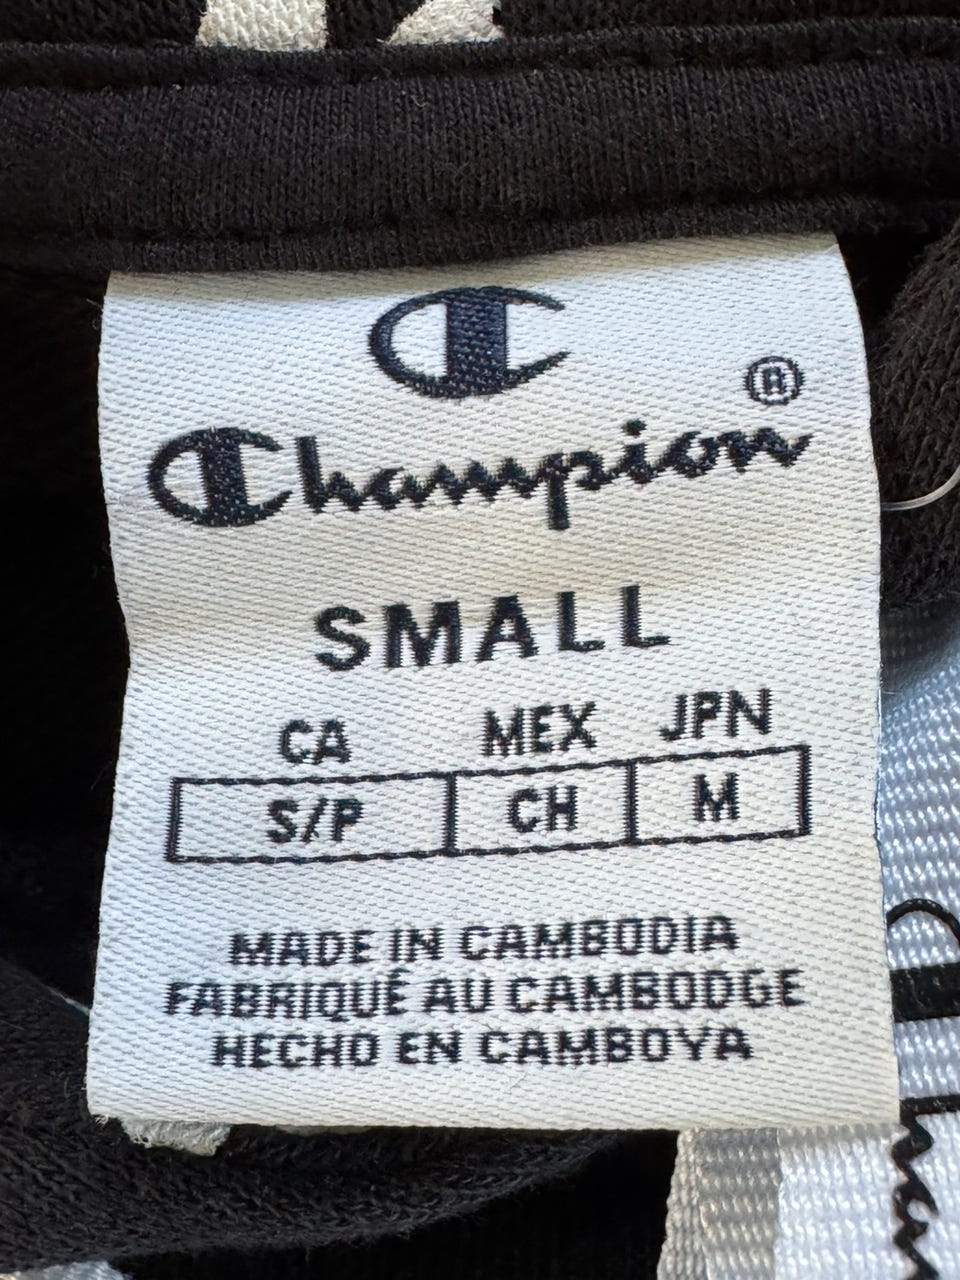 C
Champion®
SMALL
CA MEX JPN
S/P CH M
MADE IN CAMBODIA
FABRIQUÉ AU CAMBODGE
HECHO EN CAMBOYA